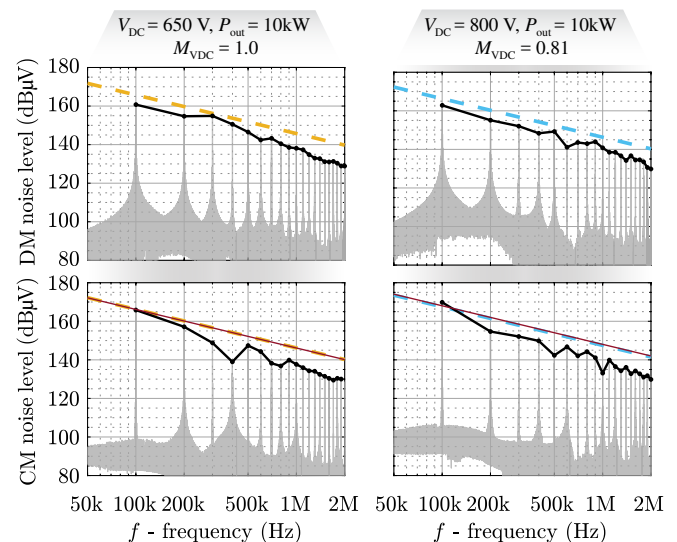 V_DC = 650 V, P_out = 10kW
M_VDC = 1.0
V_DC = 800 V, P_out = 10kW
M_VDC = 0.81
DM noise level (dBµV)
180
160
140
120
100
80
CM noise level (dBµV)
180
160
140
120
100
80
50k 100k 200k 500k 1M 2M
50k 100k 200k 500k 1M 2M
f - frequency (Hz)
f - frequency (Hz)